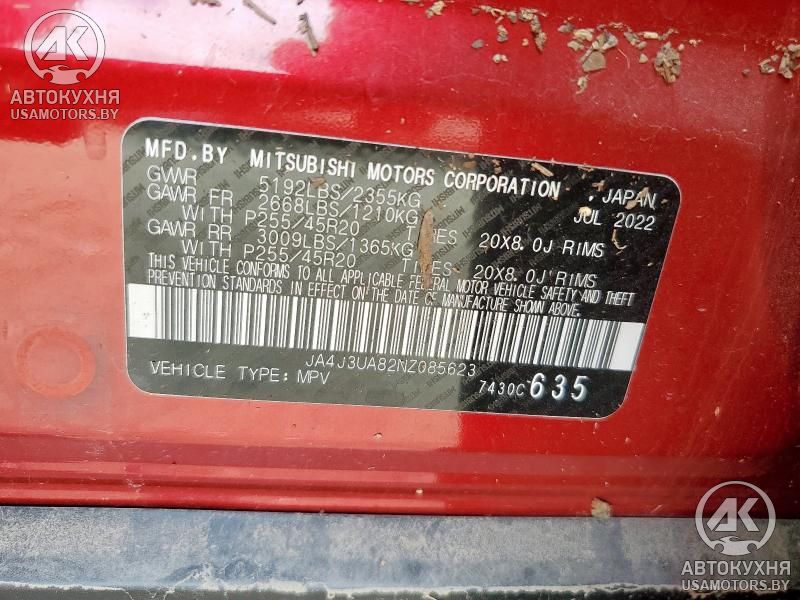 AK
АВТОКУХНЯ
USAMOTORS.BY
MFD.BY MITSUBISHI MOTORS CORPORATION , JAPAN
GVWR 5192LBS/2355KG JUL 2022
GAWR FR 2668LBS/1210KG
WITH P255/45R20 TIRES 20X8.0J RIMS
GAWR RR 3009LBS/1365KG
WITH P255/45R20 TIRES 20X8.0J RIMS
THIS VEHICLE CONFORMS TO ALL APPLICABLE FEDERAL MOTOR VEHICLE SAFETY AND THEFT
PREVENTION STANDARDS IN EFFECT ON THE DATE OF MANUFACTURE SHOWN ABOVE.
JA4J3UA82NZ085623
VEHICLE TYPE: MPV 7430C 635
AK
АВТОКУХНЯ
USAMOTORS.BY